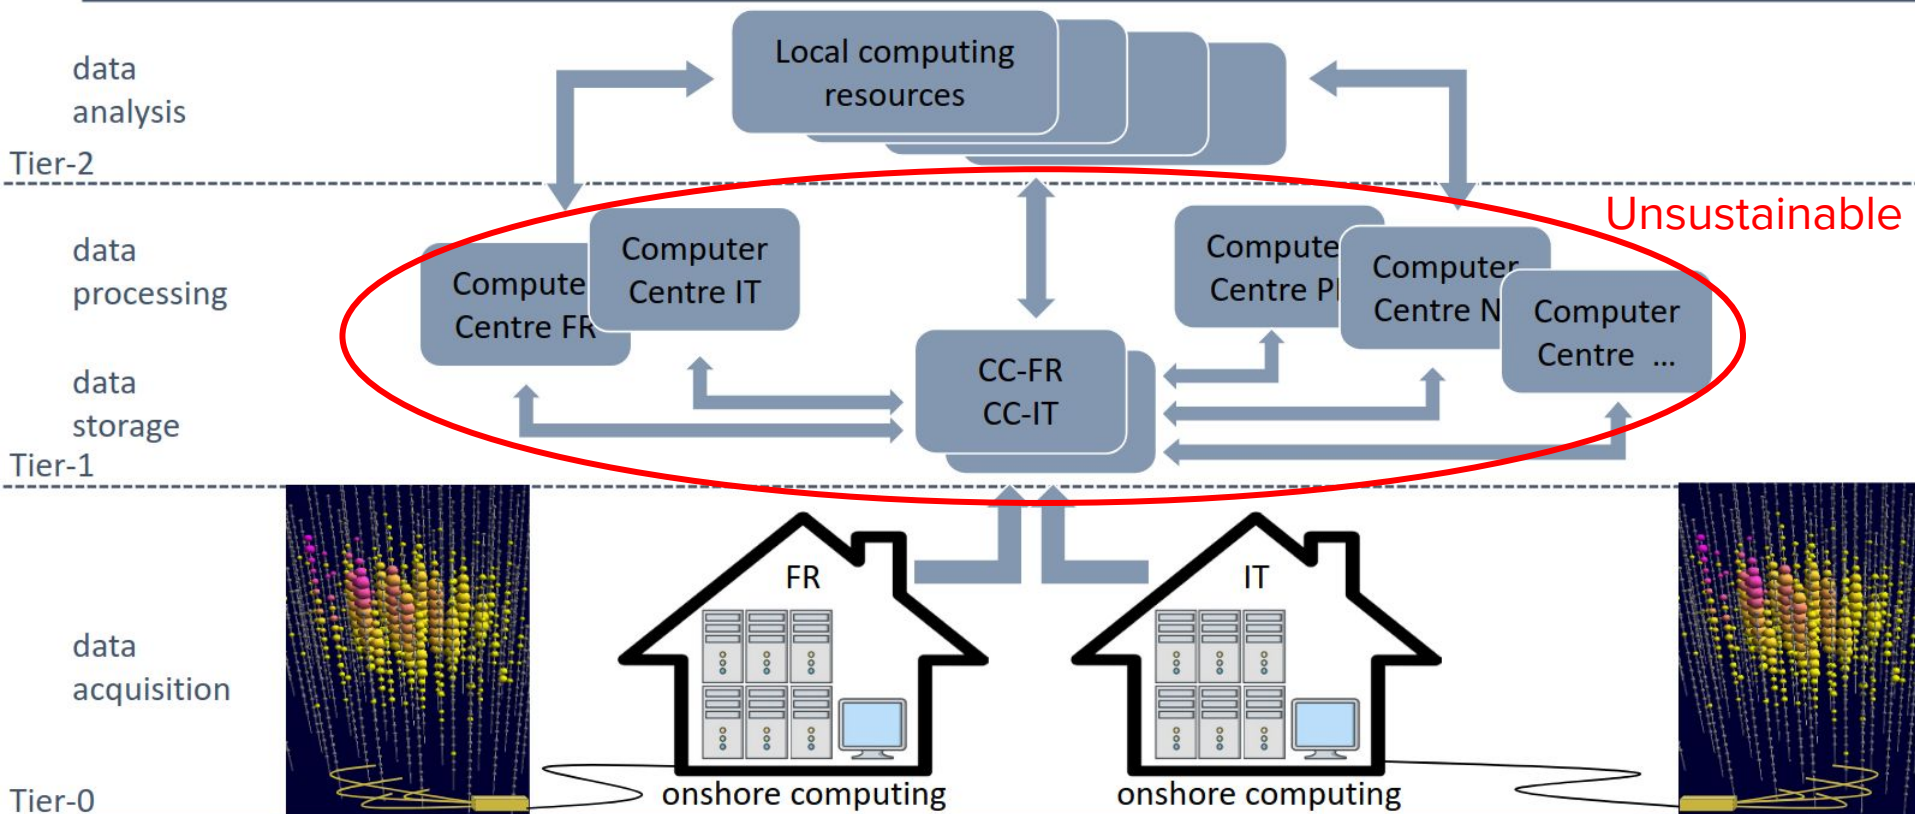 data
analysis
Tier-2
Local computing
resources
Unsustainable
data
processing
Computer
Centre IT
Centre FR
Centre
Computer
Centre
Computer
Centre ...
data
storage
Tier-1
CC-FR
CC-IT
FR
IT
data
acquisition
Tier-0
onshore computing
onshore computing